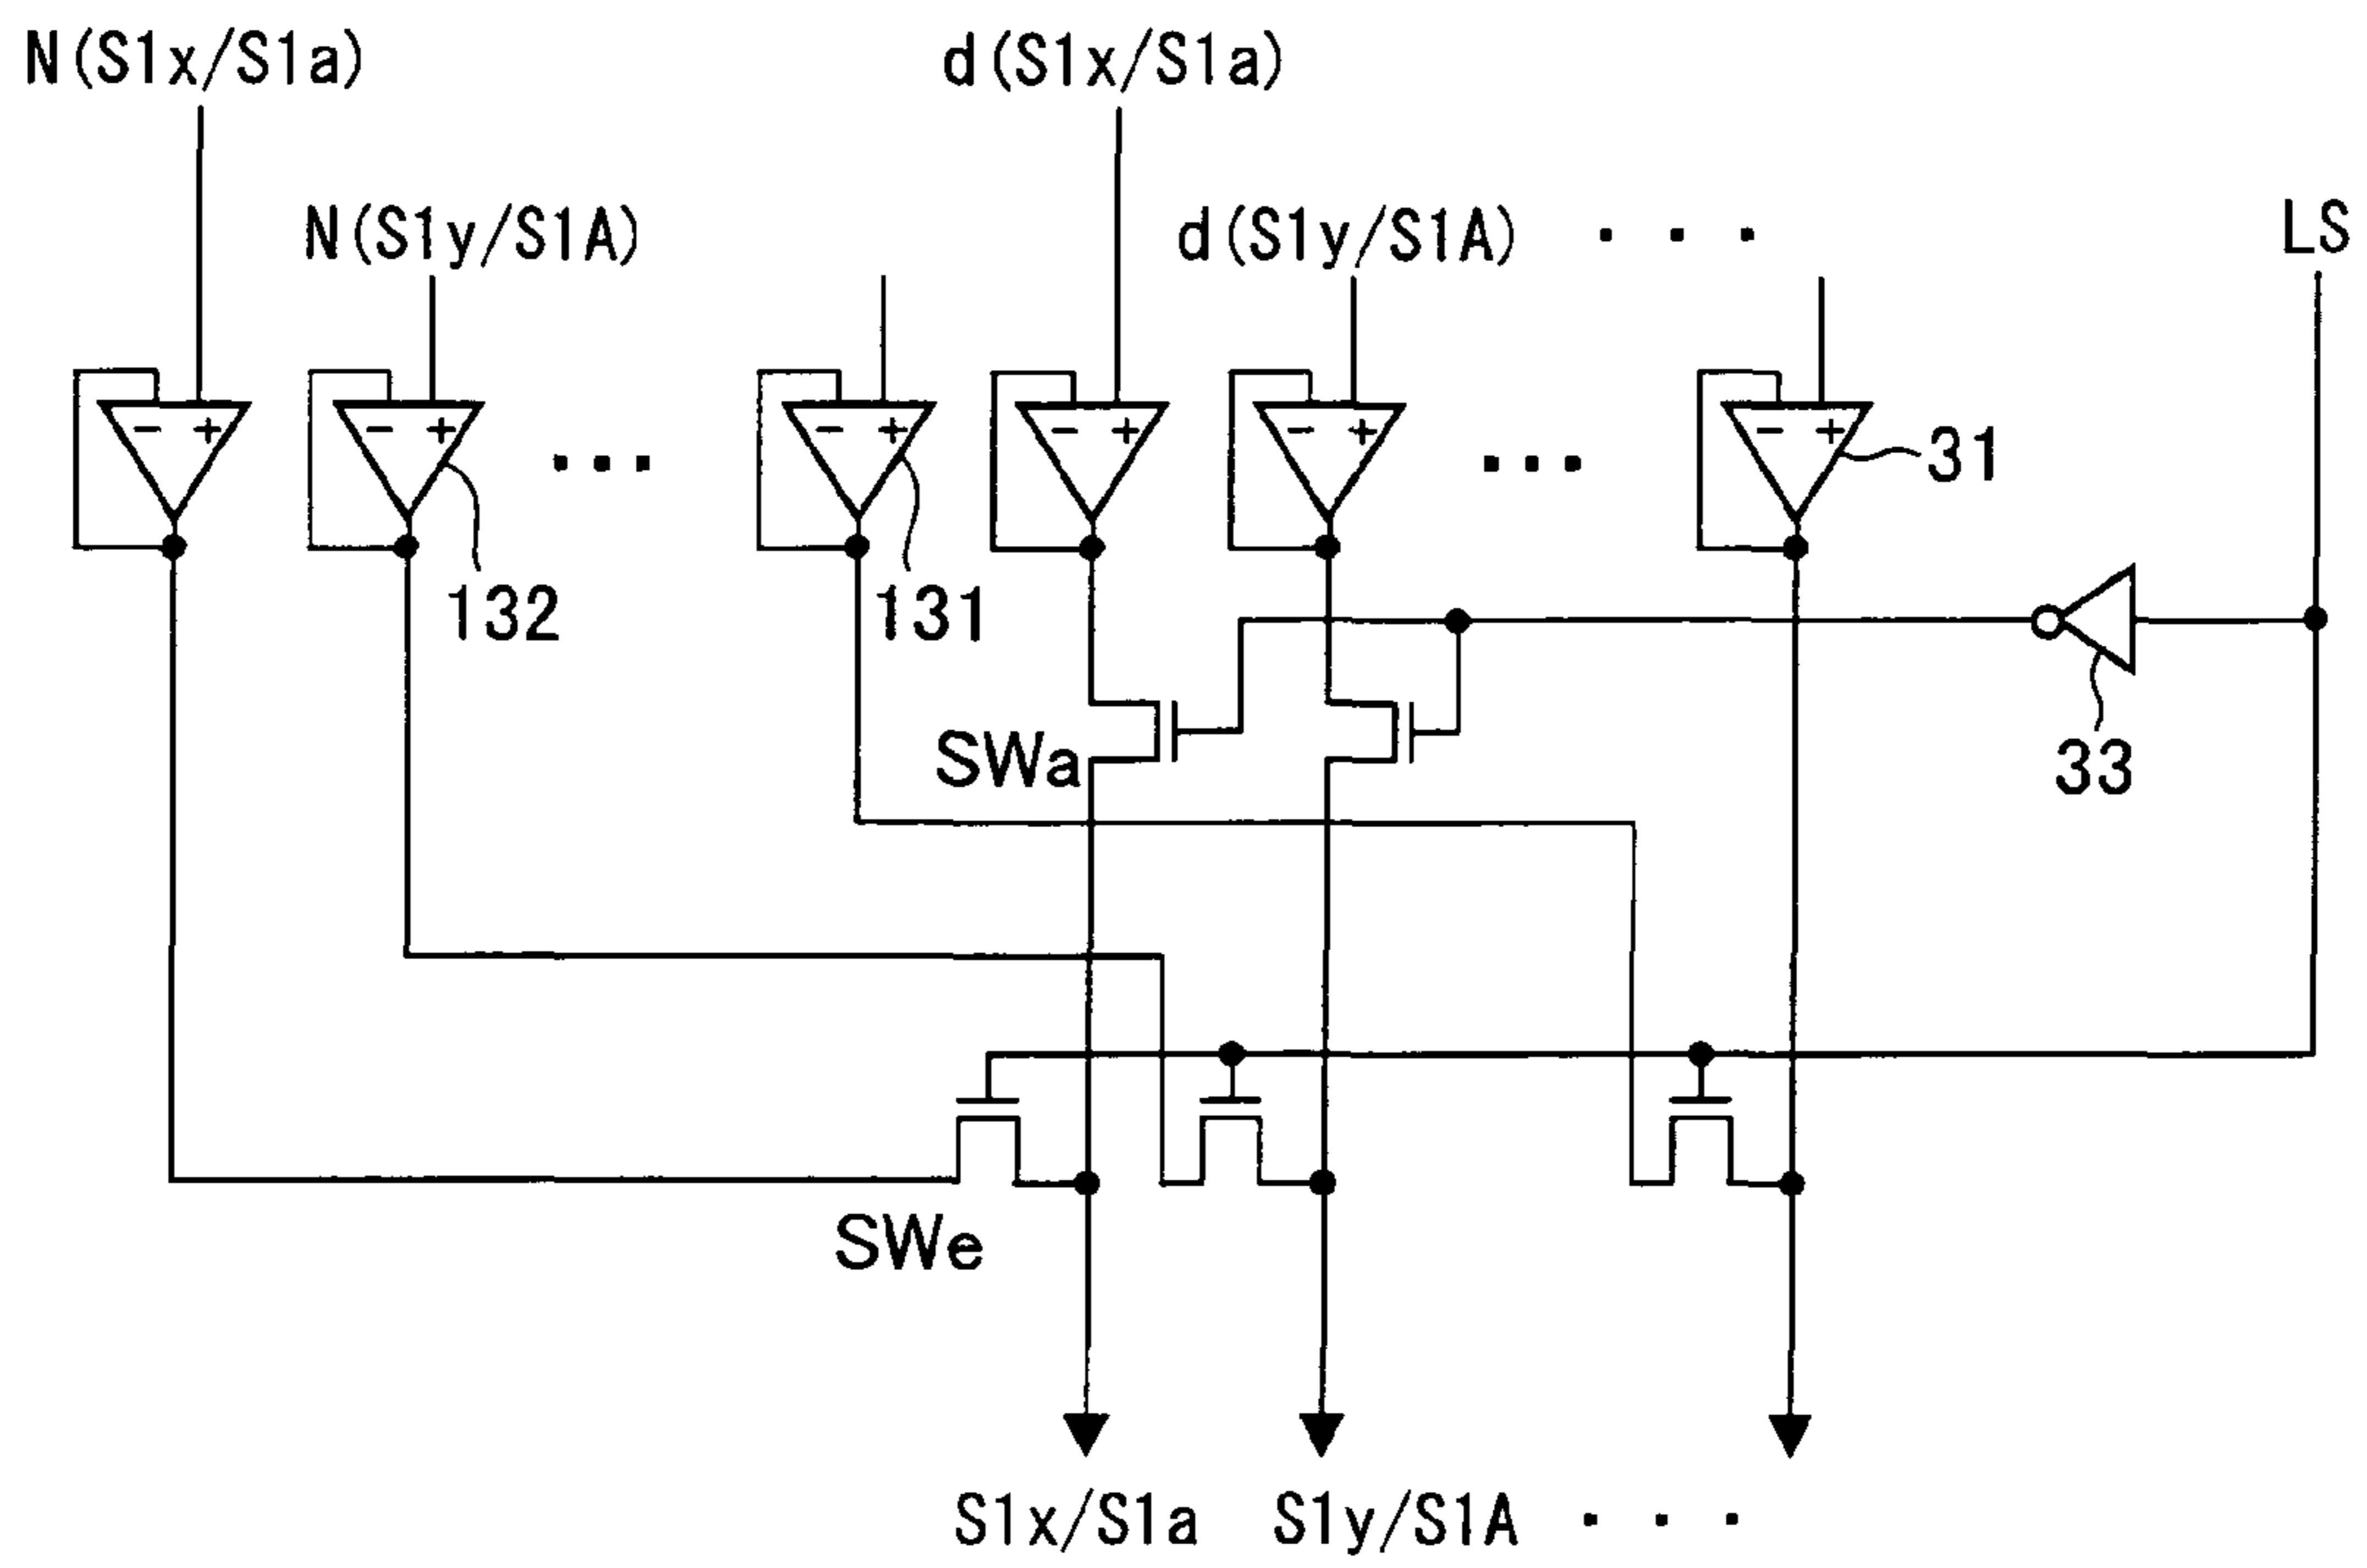 N(S1x/S1a)
d(S1x/S1a)
N(S1y/S1A)
d(S1y/S1A)
. . .
LS
- +
- +
...
- +
- +
- +
...
- +
31
132
131
33
SWa
SWe
S1x/S1a
S1y/S1A
. . .